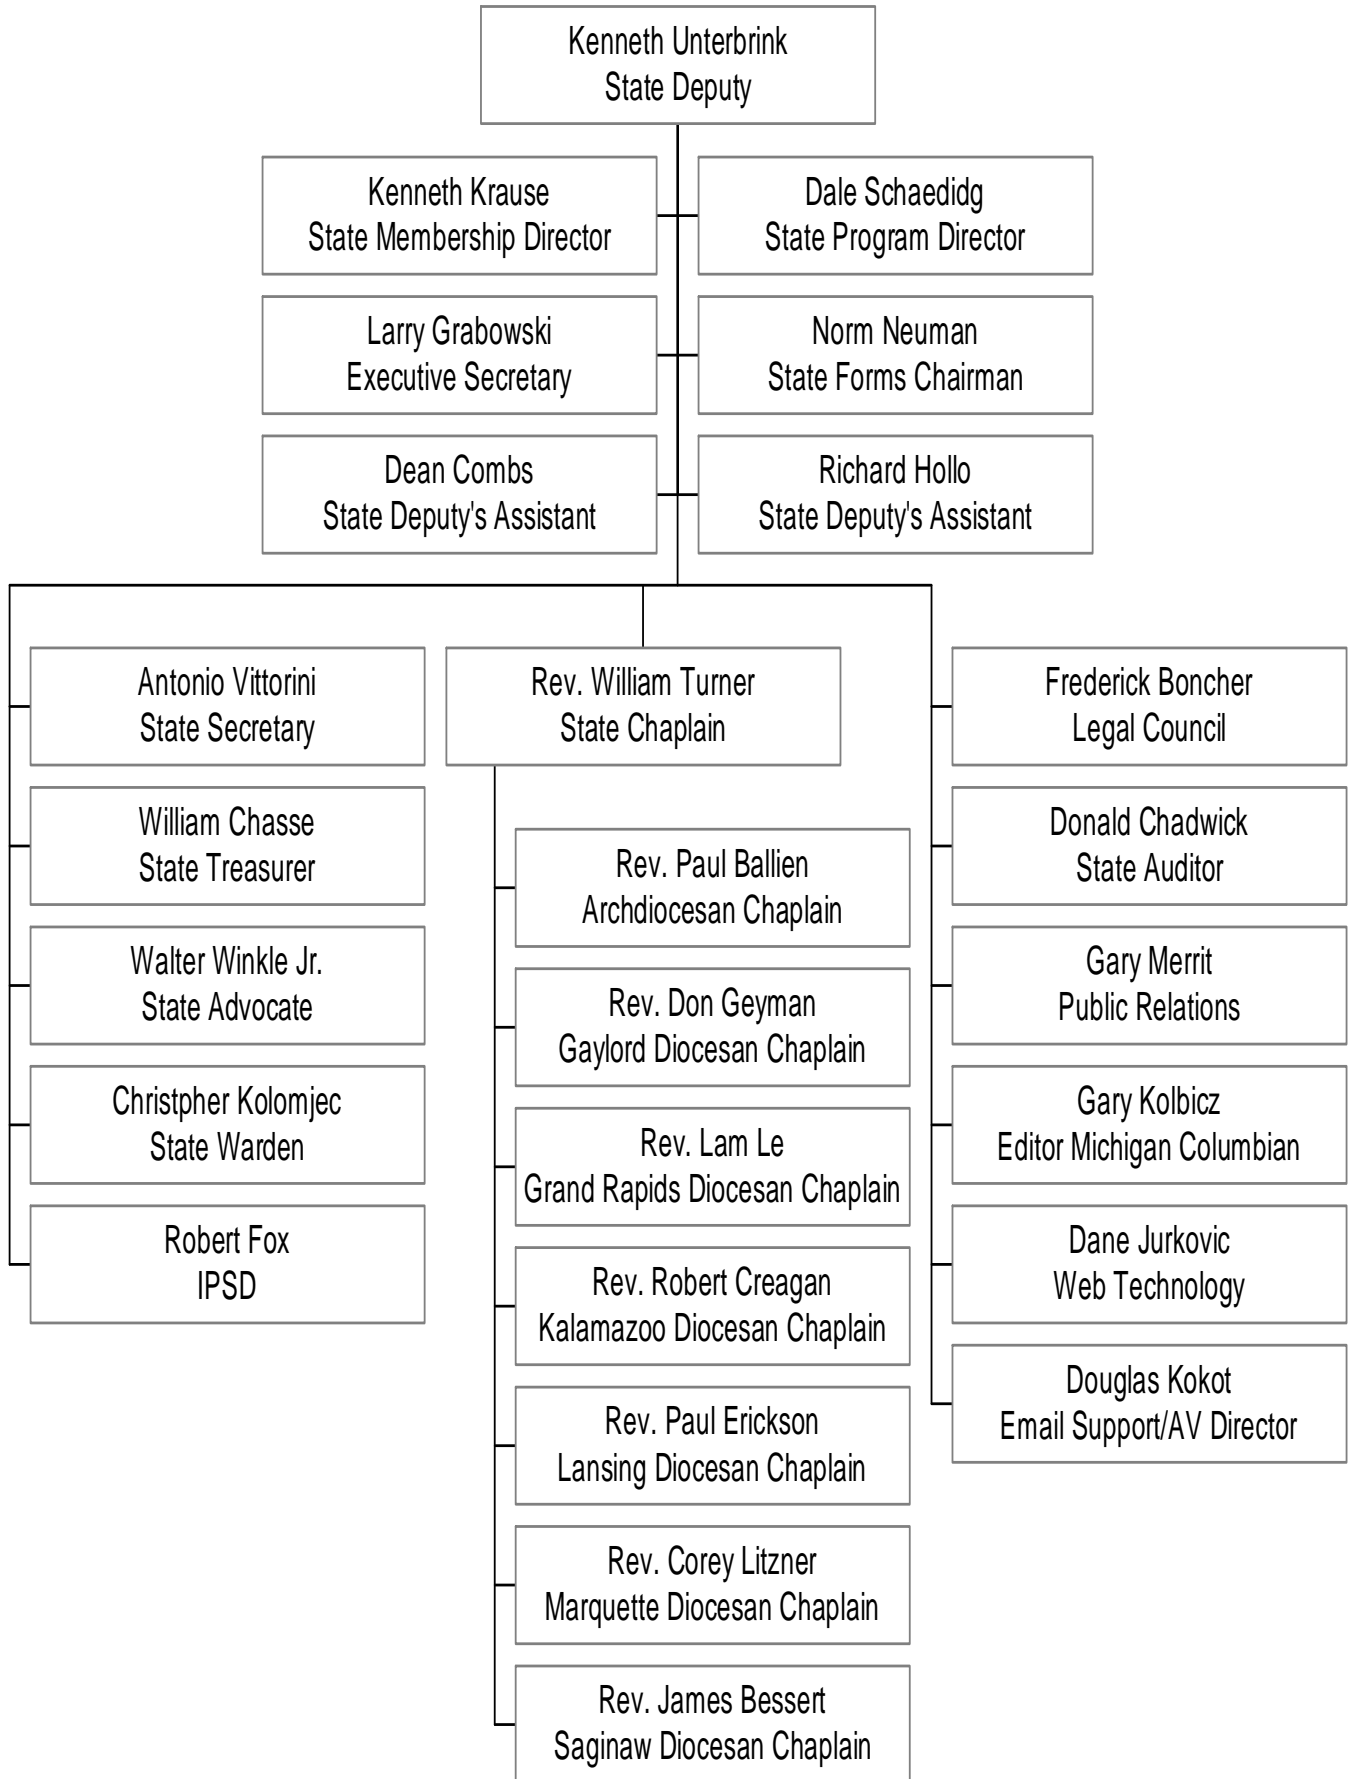 Kenneth Unterbrink
State Deputy
Kenneth Krause
State Membership Director
Dale Schaedidg
State Program Director
Larry Grabowski
Executive Secretary
Norm Neuman
State Forms Chairman
Dean Combs
State Deputy's Assistant
Richard Hollo
State Deputy's Assistant
Antonio Vittorini
State Secretary
William Chasse
State Treasurer
Walter Winkle Jr.
State Advocate
Christpher Kolomjec
State Warden
Robert Fox
IPSD
Rev. William Turner
State Chaplain
Rev. Paul Ballien
Archdiocesan Chaplain
Rev. Don Geyman
Gaylord Diocesan Chaplain
Rev. Lam Le
Grand Rapids Diocesan Chaplain
Rev. Robert Creagan
Kalamazoo Diocesan Chaplain
Rev. Paul Erickson
Lansing Diocesan Chaplain
Rev. Corey Litzner
Marquette Diocesan Chaplain
Rev. James Bessert
Saginaw Diocesan Chaplain
Frederick Boncher
Legal Council
Donald Chadwick
State Auditor
Gary Merrit
Public Relations
Gary Kolbicz
Editor Michigan Columbian
Dane Jurkovic
Web Technology
Douglas Kokot
Email Support/AV Director